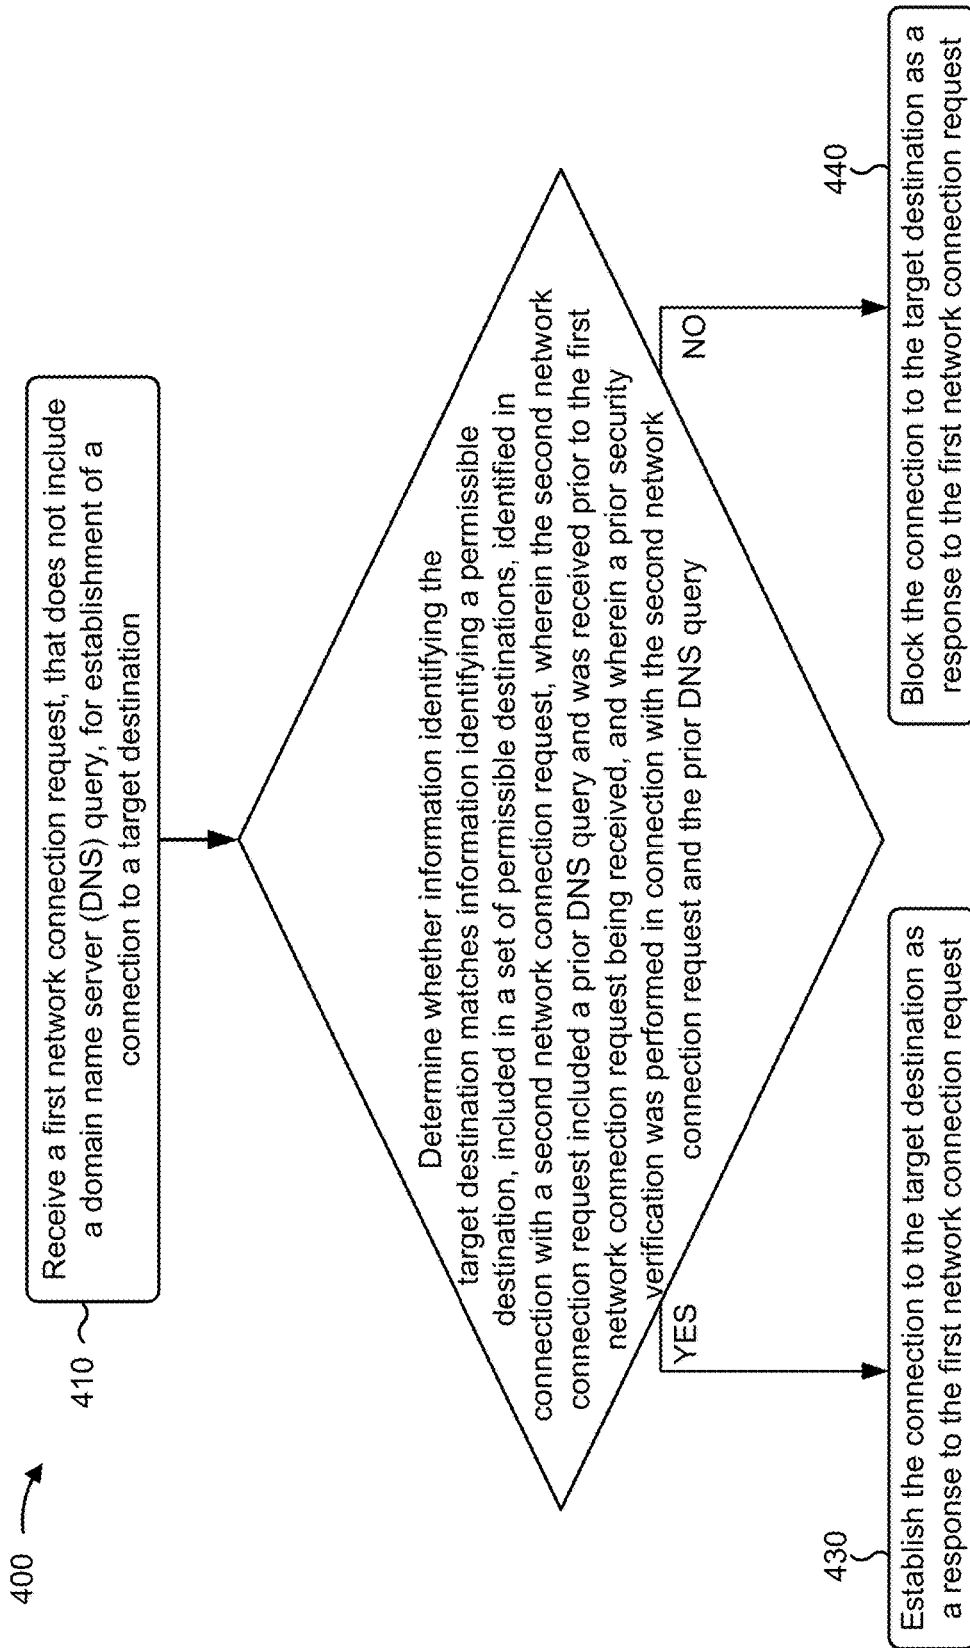 400
410
Receive a first network connection request, that does not include
a domain name server (DNS) query, for establishment of a
connection to a target destination
Determine whether information identifying the
target destination matches information identifying a permissible
destination, included in a set of permissible destinations, identified in
connection with a second network connection request, wherein the second network
connection request included a prior DNS query and was received prior to the first
network connection request being received, and wherein a prior security
verification was performed in connection with the second network
connection request and the prior DNS query
YES
NO
430
Establish the connection to the target destination as
a response to the first network connection request
440
Block the connection to the target destination as a
response to the first network connection request